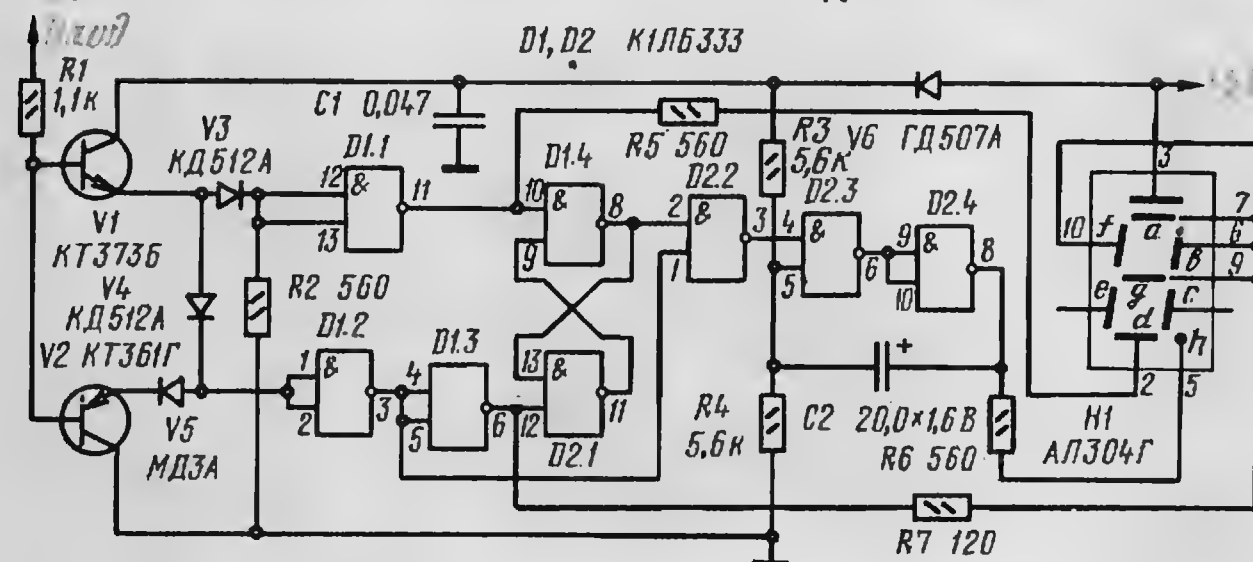 Вход
D1, D2 К1ЛБ333
R1
1,1к
C1 0,047
V3
КД512А
D1.1
R5 560
R3
5,6к
V6 ГД507А
D1.4
D2.2
D2.3
D2.4
12
13
&
11
10
9
&
8
2
1
&
3
4
5
&
6
9
10
&
8
V1
КТ373Б
V4
КД512А
V2 КТ361Г
R2 560
D1.2
D1.3
1
2
&
3
4
5
&
6
13
12
&
11
D2.1
V5
МД3А
R4
5,6к
C2
+
20,0×1,6В
R6 560
R7 120
3
10
f
a
7
6
в
9
g
e
c
d
h
2
5
H1
АЛ304Г